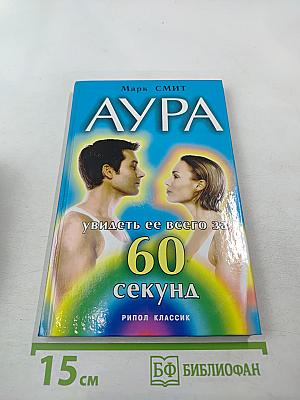 Марк СМИТ
АУРА
увидеть ее всего за
60
секунд
РИПОЛ КЛАССИК
15 см
БФ БИБЛИОФАН